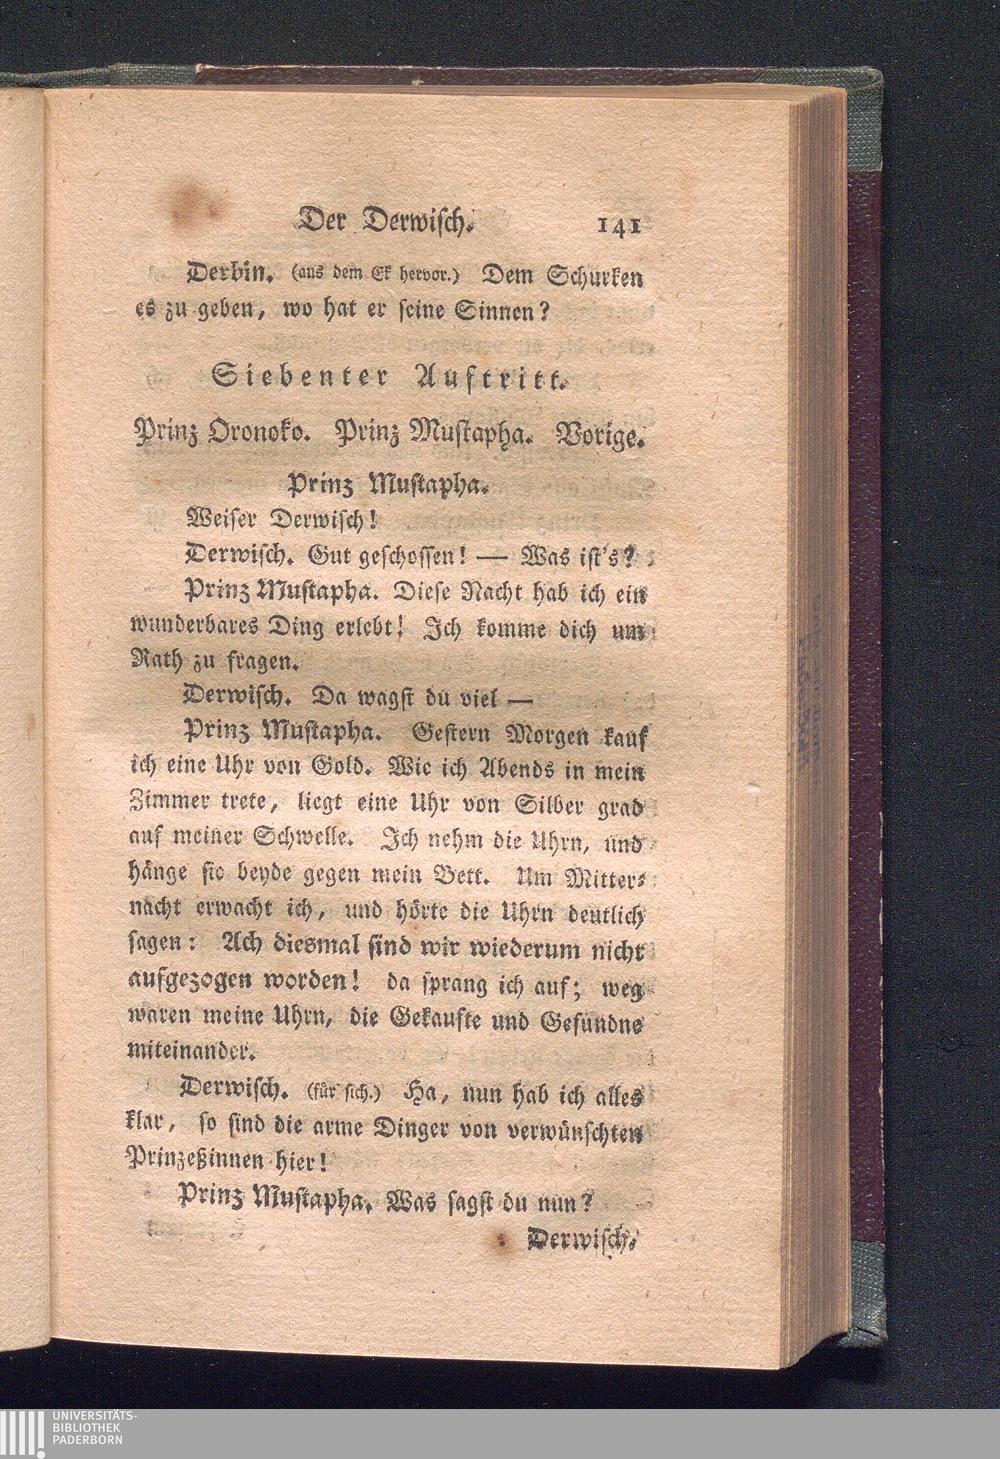 Der Derwisch. 141
Derbin. (aus dem Ek hervor.) Dem Schurken
es zu geben, wo hat er seine Sinnen?
Siebenter Auftritt.
Prinz Oronoko. Prinz Mustapha. Vorige.
Prinz Mustapha.
Weiser Derwisch!
Derwisch. Gut geschossen! — Was ist's?
Prinz Mustapha. Diese Nacht hab ich ein
wunderbares Ding erlebt! Ich komme dich um
Rath zu fragen.
Derwisch. Da wagst du viel —
Prinz Mustapha. Gestern Morgen kauf
ich eine Uhr von Gold. Wie ich Abends in mein
Zimmer trete, liegt eine Uhr von Silber grad
auf meiner Schwelle. Ich nehm die Uhrn, und
hänge sie beyde gegen mein Bett. Um Mitter-
nacht erwacht ich, und hörte die Uhrn deutlich
sagen: Ach diesmal sind wir wiederum nicht
aufgezogen worden! da sprang ich auf; weg
waren meine Uhrn, die Gekaufte und Gefundne
miteinander.
Derwisch. (für sich.) Ha, nun hab ich alles
klar, so sind die arme Dinger von verwünschten
Prinzeßinnen hier!
Prinz Mustapha. Was sagst du nun?
Derwisch.
UNIVERSITÄTS-
BIBLIOTHEK
PADERBORN